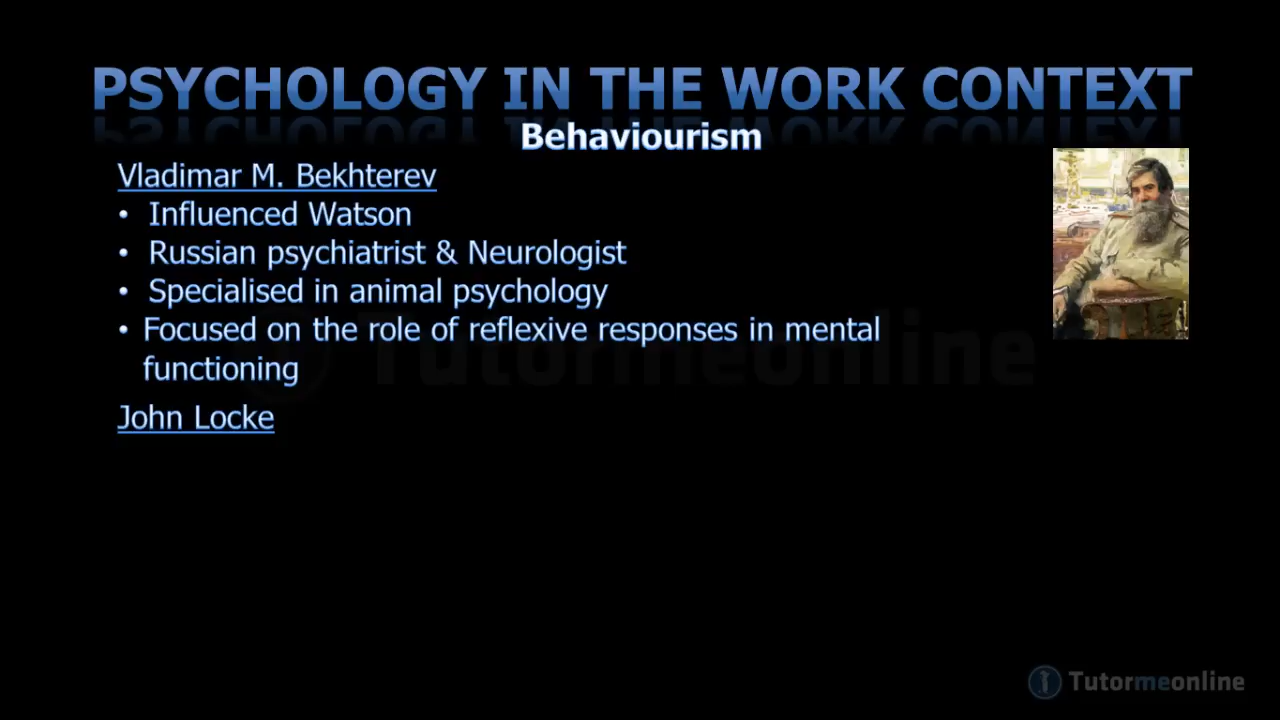 PSYCHOLOGY IN THE WORK CONTEXT
Behaviourism
Vladimar M. Bekhterev
• Influenced Watson
• Russian psychiatrist & Neurologist
• Specialised in animal psychology
• Focused on the role of reflexive responses in mental
functioning
Tutormeonline
John Locke
Tutormeonline